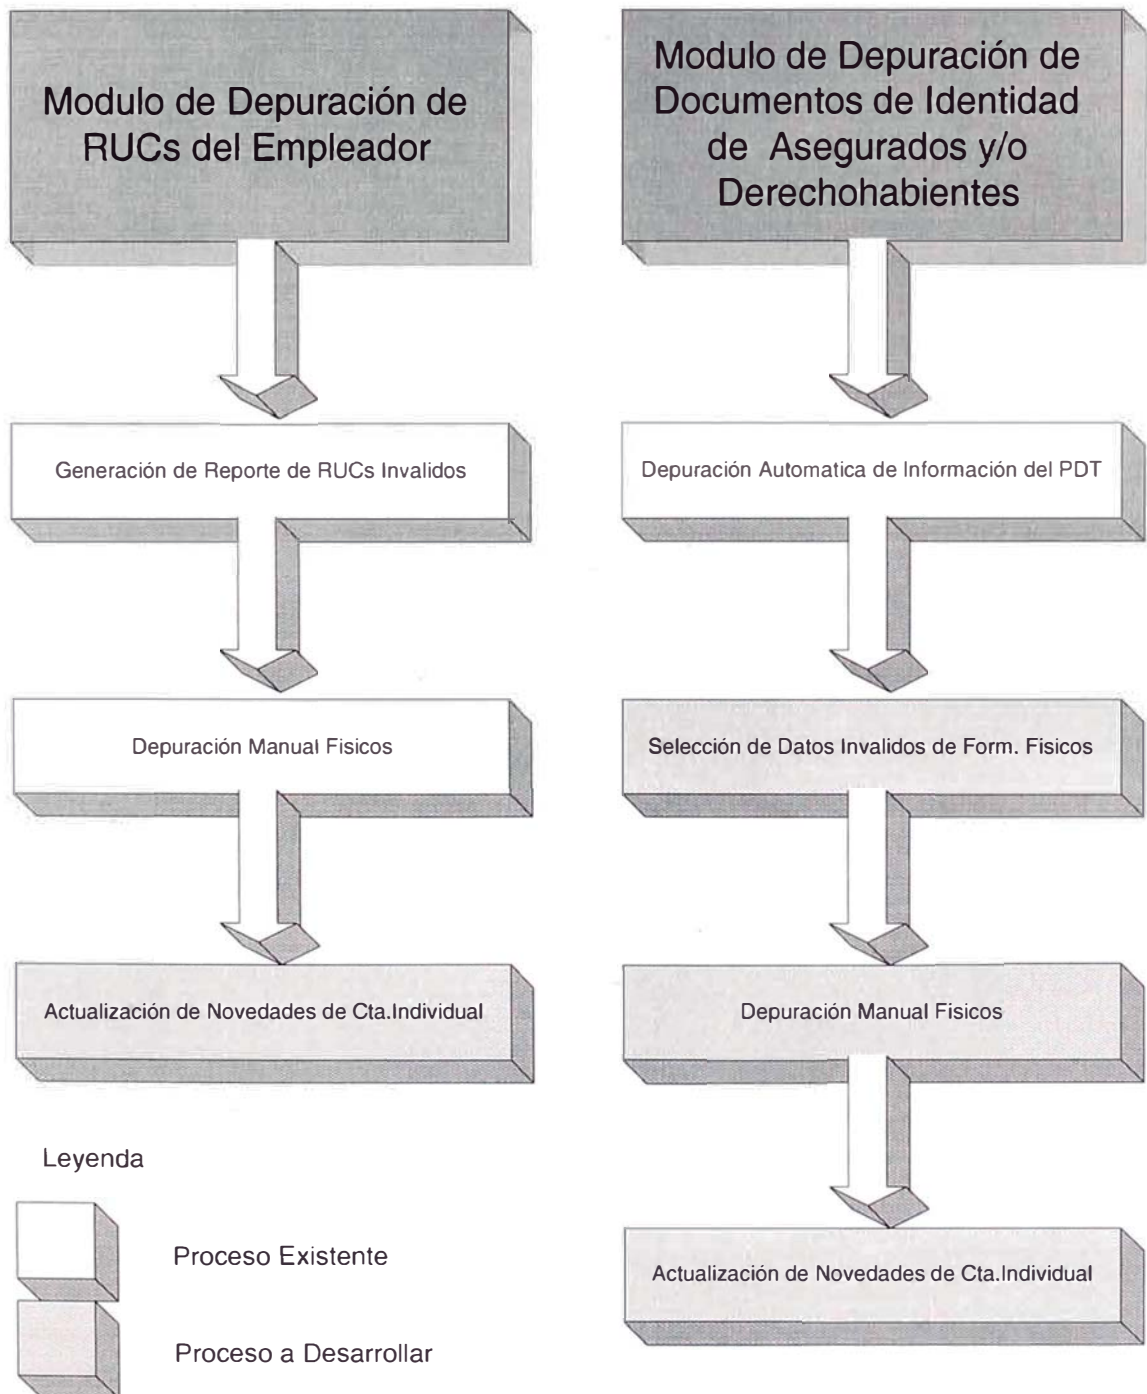 Modulo de Depuración de
RUCs del Empleador
Generación de Reporte de RUCs Invalidos
Depuración Manual Fisicos
Actualización de Novedades de Cta.Individual
Modulo de Depuración de
Documentos de Identidad
de Asegurados y/o
Derechohabientes
Depuración Automatica de Información del PDT
Selección de Datos Invalidos de Form. Fisicos
Depuración Manual Fisicos
Actualización de Novedades de Cta.Individual
Leyenda
Proceso Existente
Proceso a Desarrollar